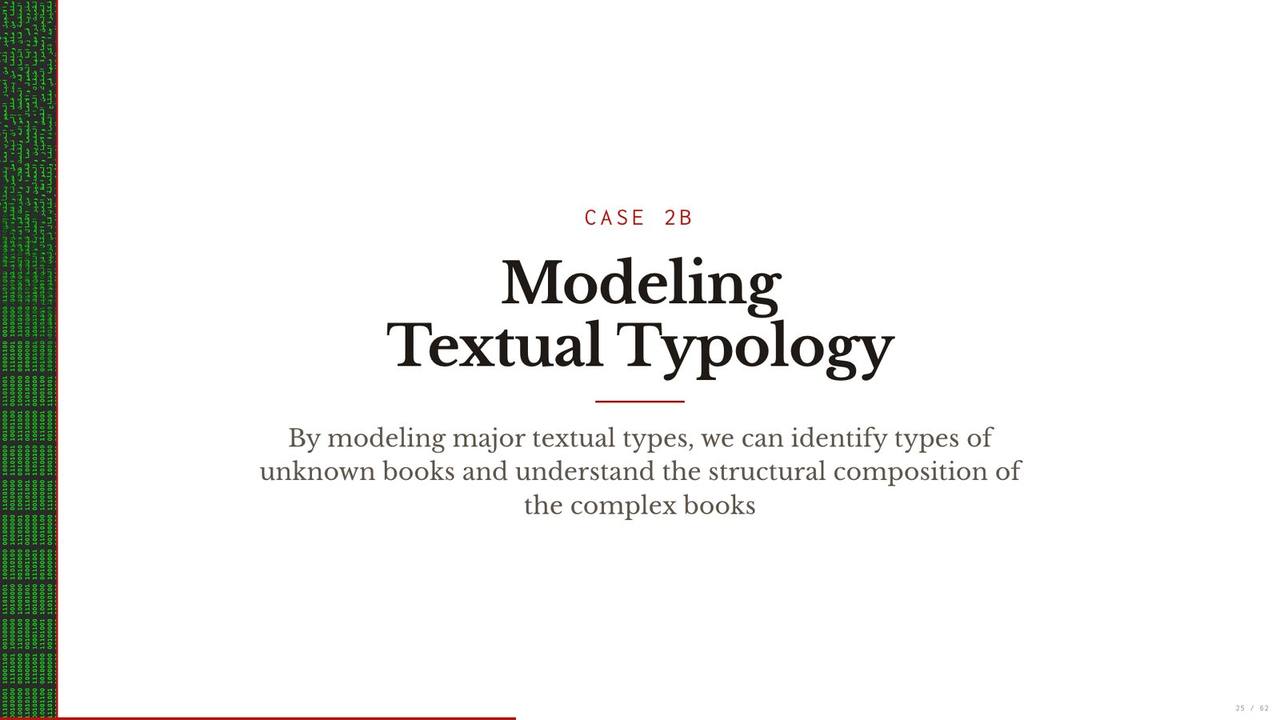 CASE 2B
Modeling
Textual Typology
By modeling major textual types, we can identify types of
unknown books and understand the structural composition of
the complex books
25 / 62